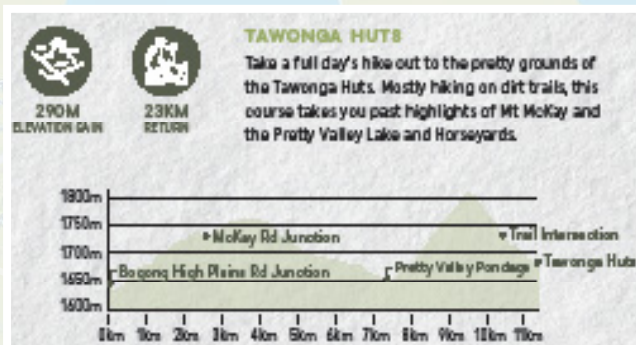 TAWONGA HUTS
Take a full day's hike out to the pretty grounds of
the Tawonga Huts. Mostly hiking on dirt trails, this
course takes you past highlights of Mt McKay and
the Pretty Valley Lake and Horseyards.
290M
ELEVATION GAIN
23KM
RETURN
1800m
1750m
1700m
1650m
1600m
McKay Rd Junction
Trail Intersection
Tawonga Huts
Bogong High Plains Rd Junction
Pretty Valley Pondage
0km 1km 2km 3km 4km 5km 6km 7km 8km 9km 10km 11km